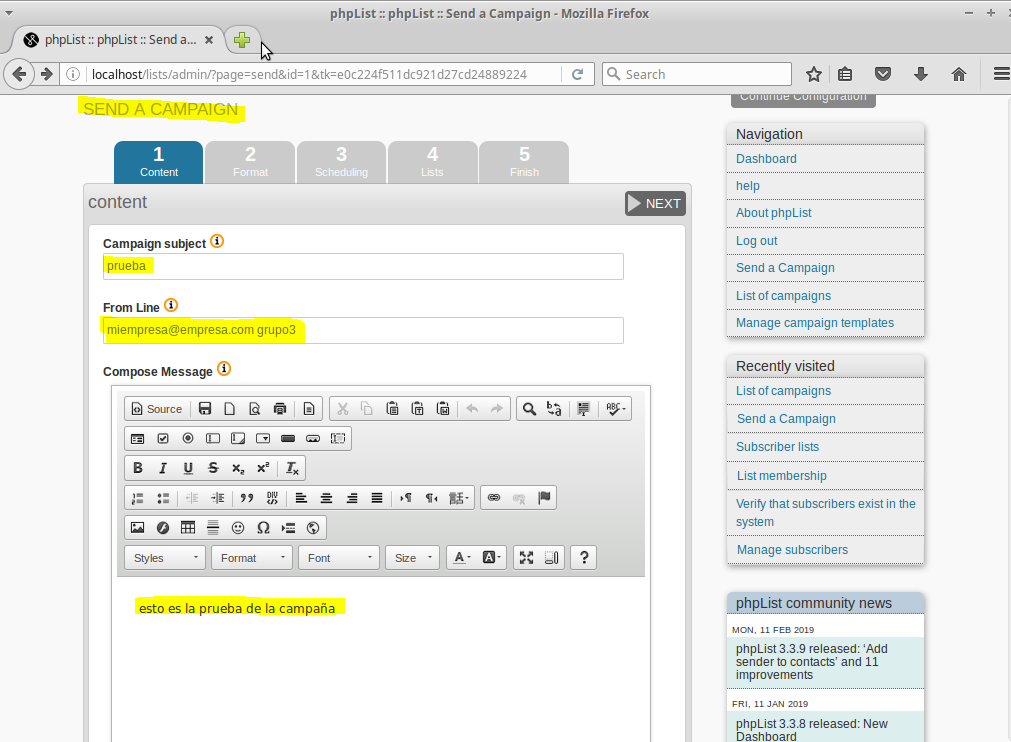 phpList :: phpList :: Send a Campaign - Mozilla Firefox
phpList :: phpList :: Send a...
localhost/lists/admin/?page=send&id=1&tk=e0c224f511dc921d27cd24889224
Search
SEND A CAMPAIGN
Continue Configuration
1
Content
2
Format
3
Scheduling
4
Lists
5
Finish
content
NEXT
Campaign subject
prueba
From Line
miempresa@empresa.com grupo3
Compose Message
Source
Styles
Format
Font
Size
esto es la prueba de la campaña
Navigation
Dashboard
help
About phpList
Log out
Send a Campaign
List of campaigns
Manage campaign templates
Recently visited
List of campaigns
Send a Campaign
Subscriber lists
List membership
Verify that subscribers exist in the
system
Manage subscribers
phpList community news
MON, 11 FEB 2019
phpList 3.3.9 released: ‘Add
sender to contacts’ and 11
improvements
FRI, 11 JAN 2019
phpList 3.3.8 released: New
Dashboard